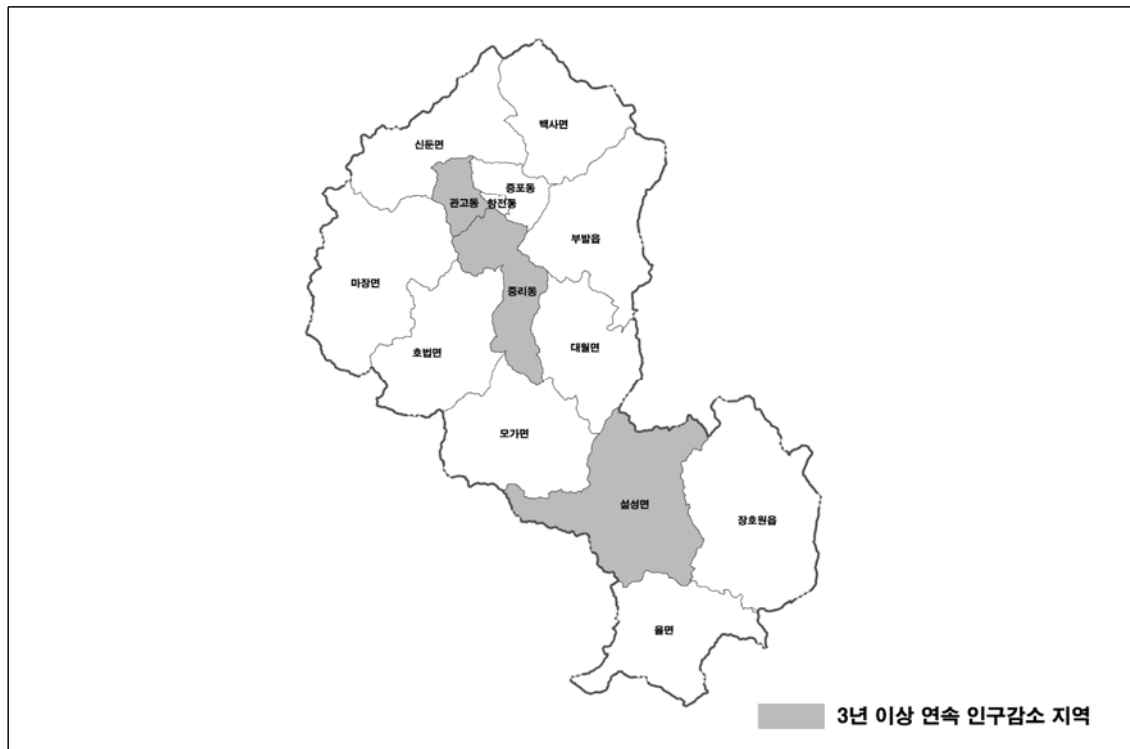 백사면
신둔면
증포동
관고동
창전동
부발읍
마장면
중리동
호법면
대월면
모가면
설성면
장호원읍
율면
3년 이상 연속 인구감소 지역